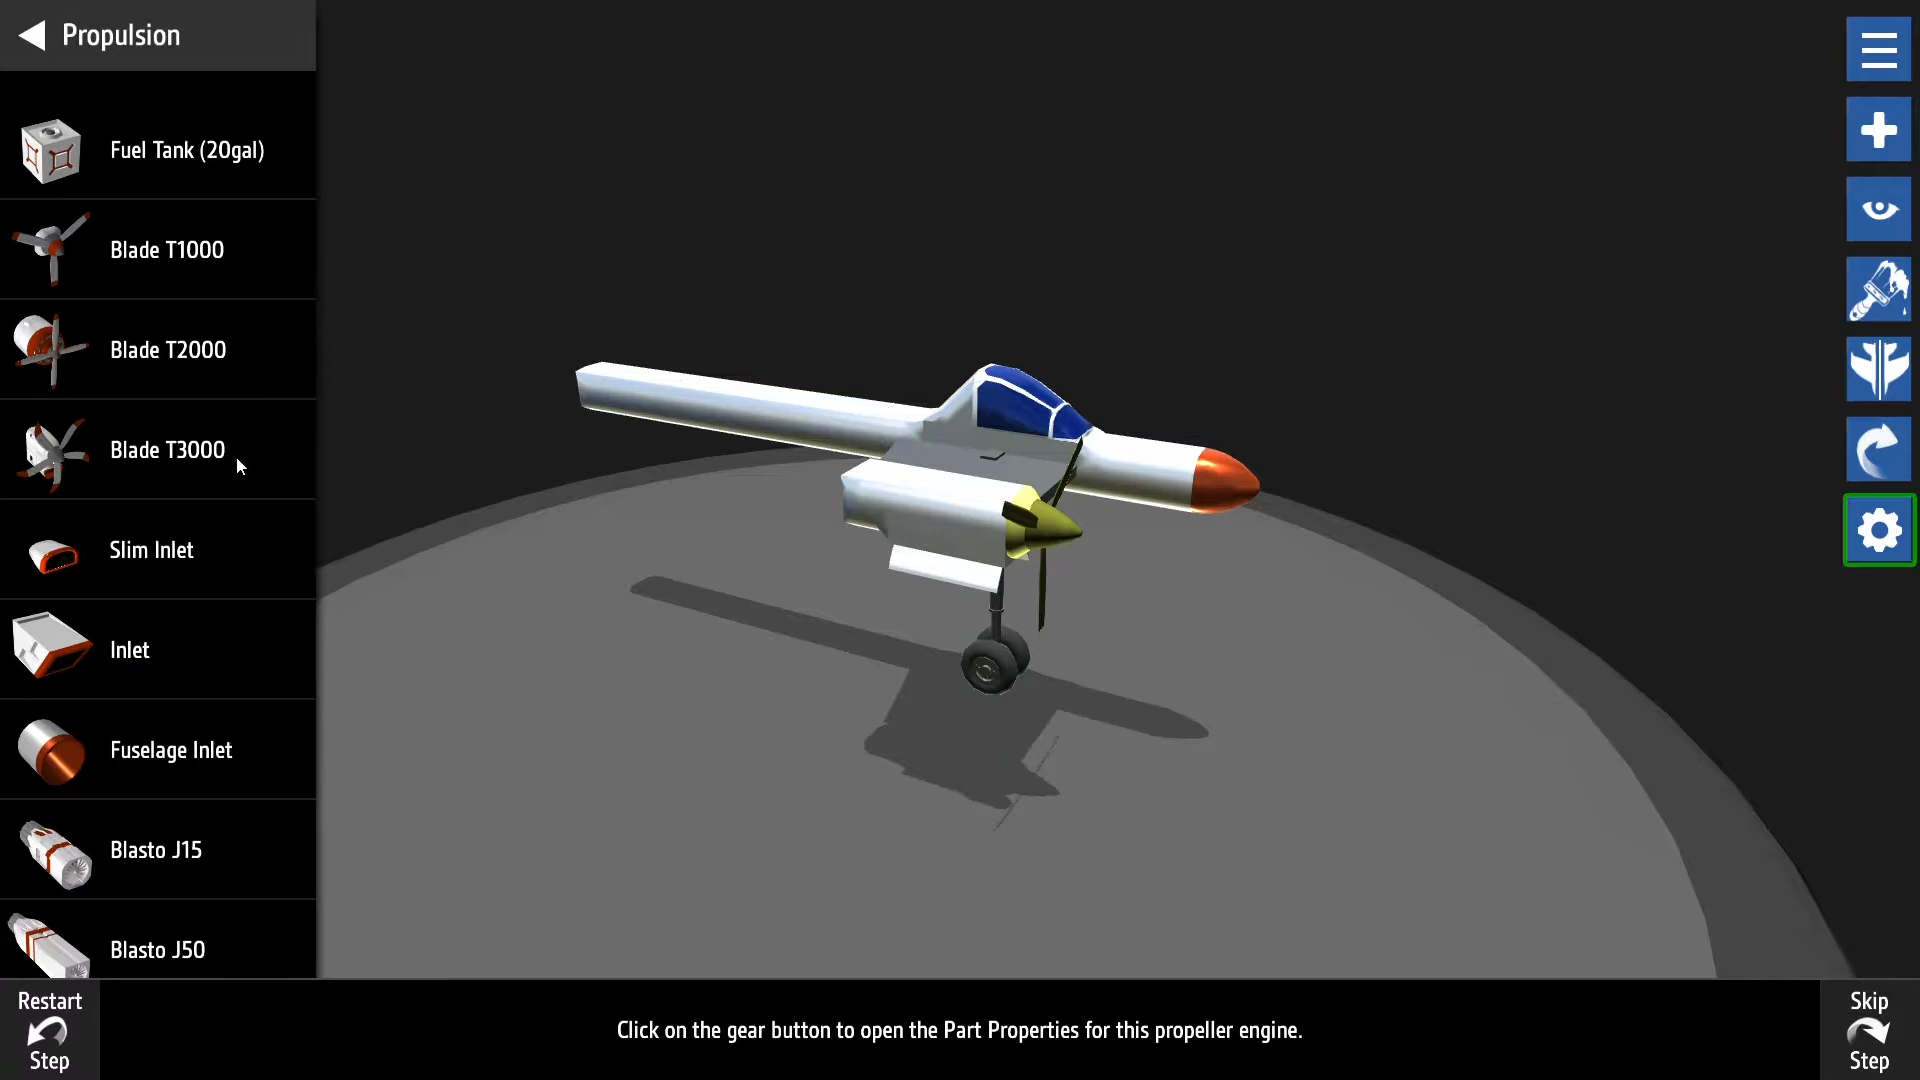 Propulsion
Fuel Tank (20gal)
Blade T1000
Blade T2000
Blade T3000
Slim Inlet
Inlet
Fuselage Inlet
Blasto J15
Blasto J50
Restart
Step
Click on the gear button to open the Part Properties for this propeller engine.
Skip
Step